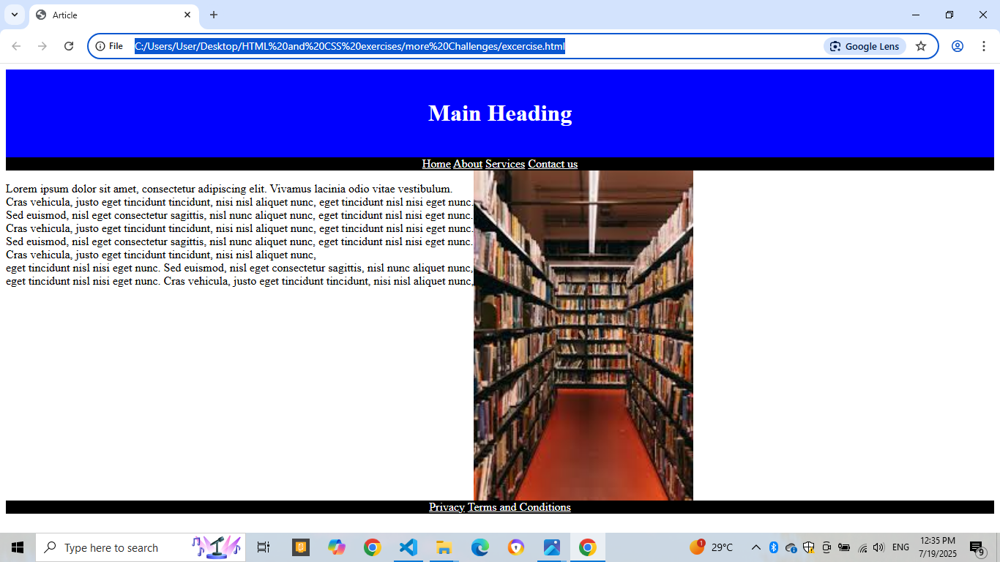 Article
File
C:/Users/User/Desktop/HTML%20and%20CSS%20exercises/more%20Challenges/excercise.html
Google Lens
Main Heading
Home About Services Contact us
Lorem ipsum dolor sit amet, consectetur adipiscing elit. Vivamus lacinia odio vitae vestibulum.
Cras vehicula, justo eget tincidunt tincidunt, nisi nisl aliquet nunc, eget tincidunt nisl nisi eget nunc.
Sed euismod, nisl eget consectetur sagittis, nisl nunc aliquet nunc, eget tincidunt nisl nisi eget nunc.
Cras vehicula, justo eget tincidunt tincidunt, nisi nisl aliquet nunc, eget tincidunt nisl nisi eget nunc.
Sed euismod, nisl eget consectetur sagittis, nisl nunc aliquet nunc, eget tincidunt nisl nisi eget nunc.
Cras vehicula, justo eget tincidunt tincidunt, nisi nisl aliquet nunc,
eget tincidunt nisl nisi eget nunc. Sed euismod, nisl eget consectetur sagittis, nisl nunc aliquet nunc,
eget tincidunt nisl nisi eget nunc. Cras vehicula, justo eget tincidunt tincidunt, nisi nisl aliquet nunc,
Privacy Terms and Conditions
Type here to search
1
29°C
ENG
12:35 PM
7/19/2025
9